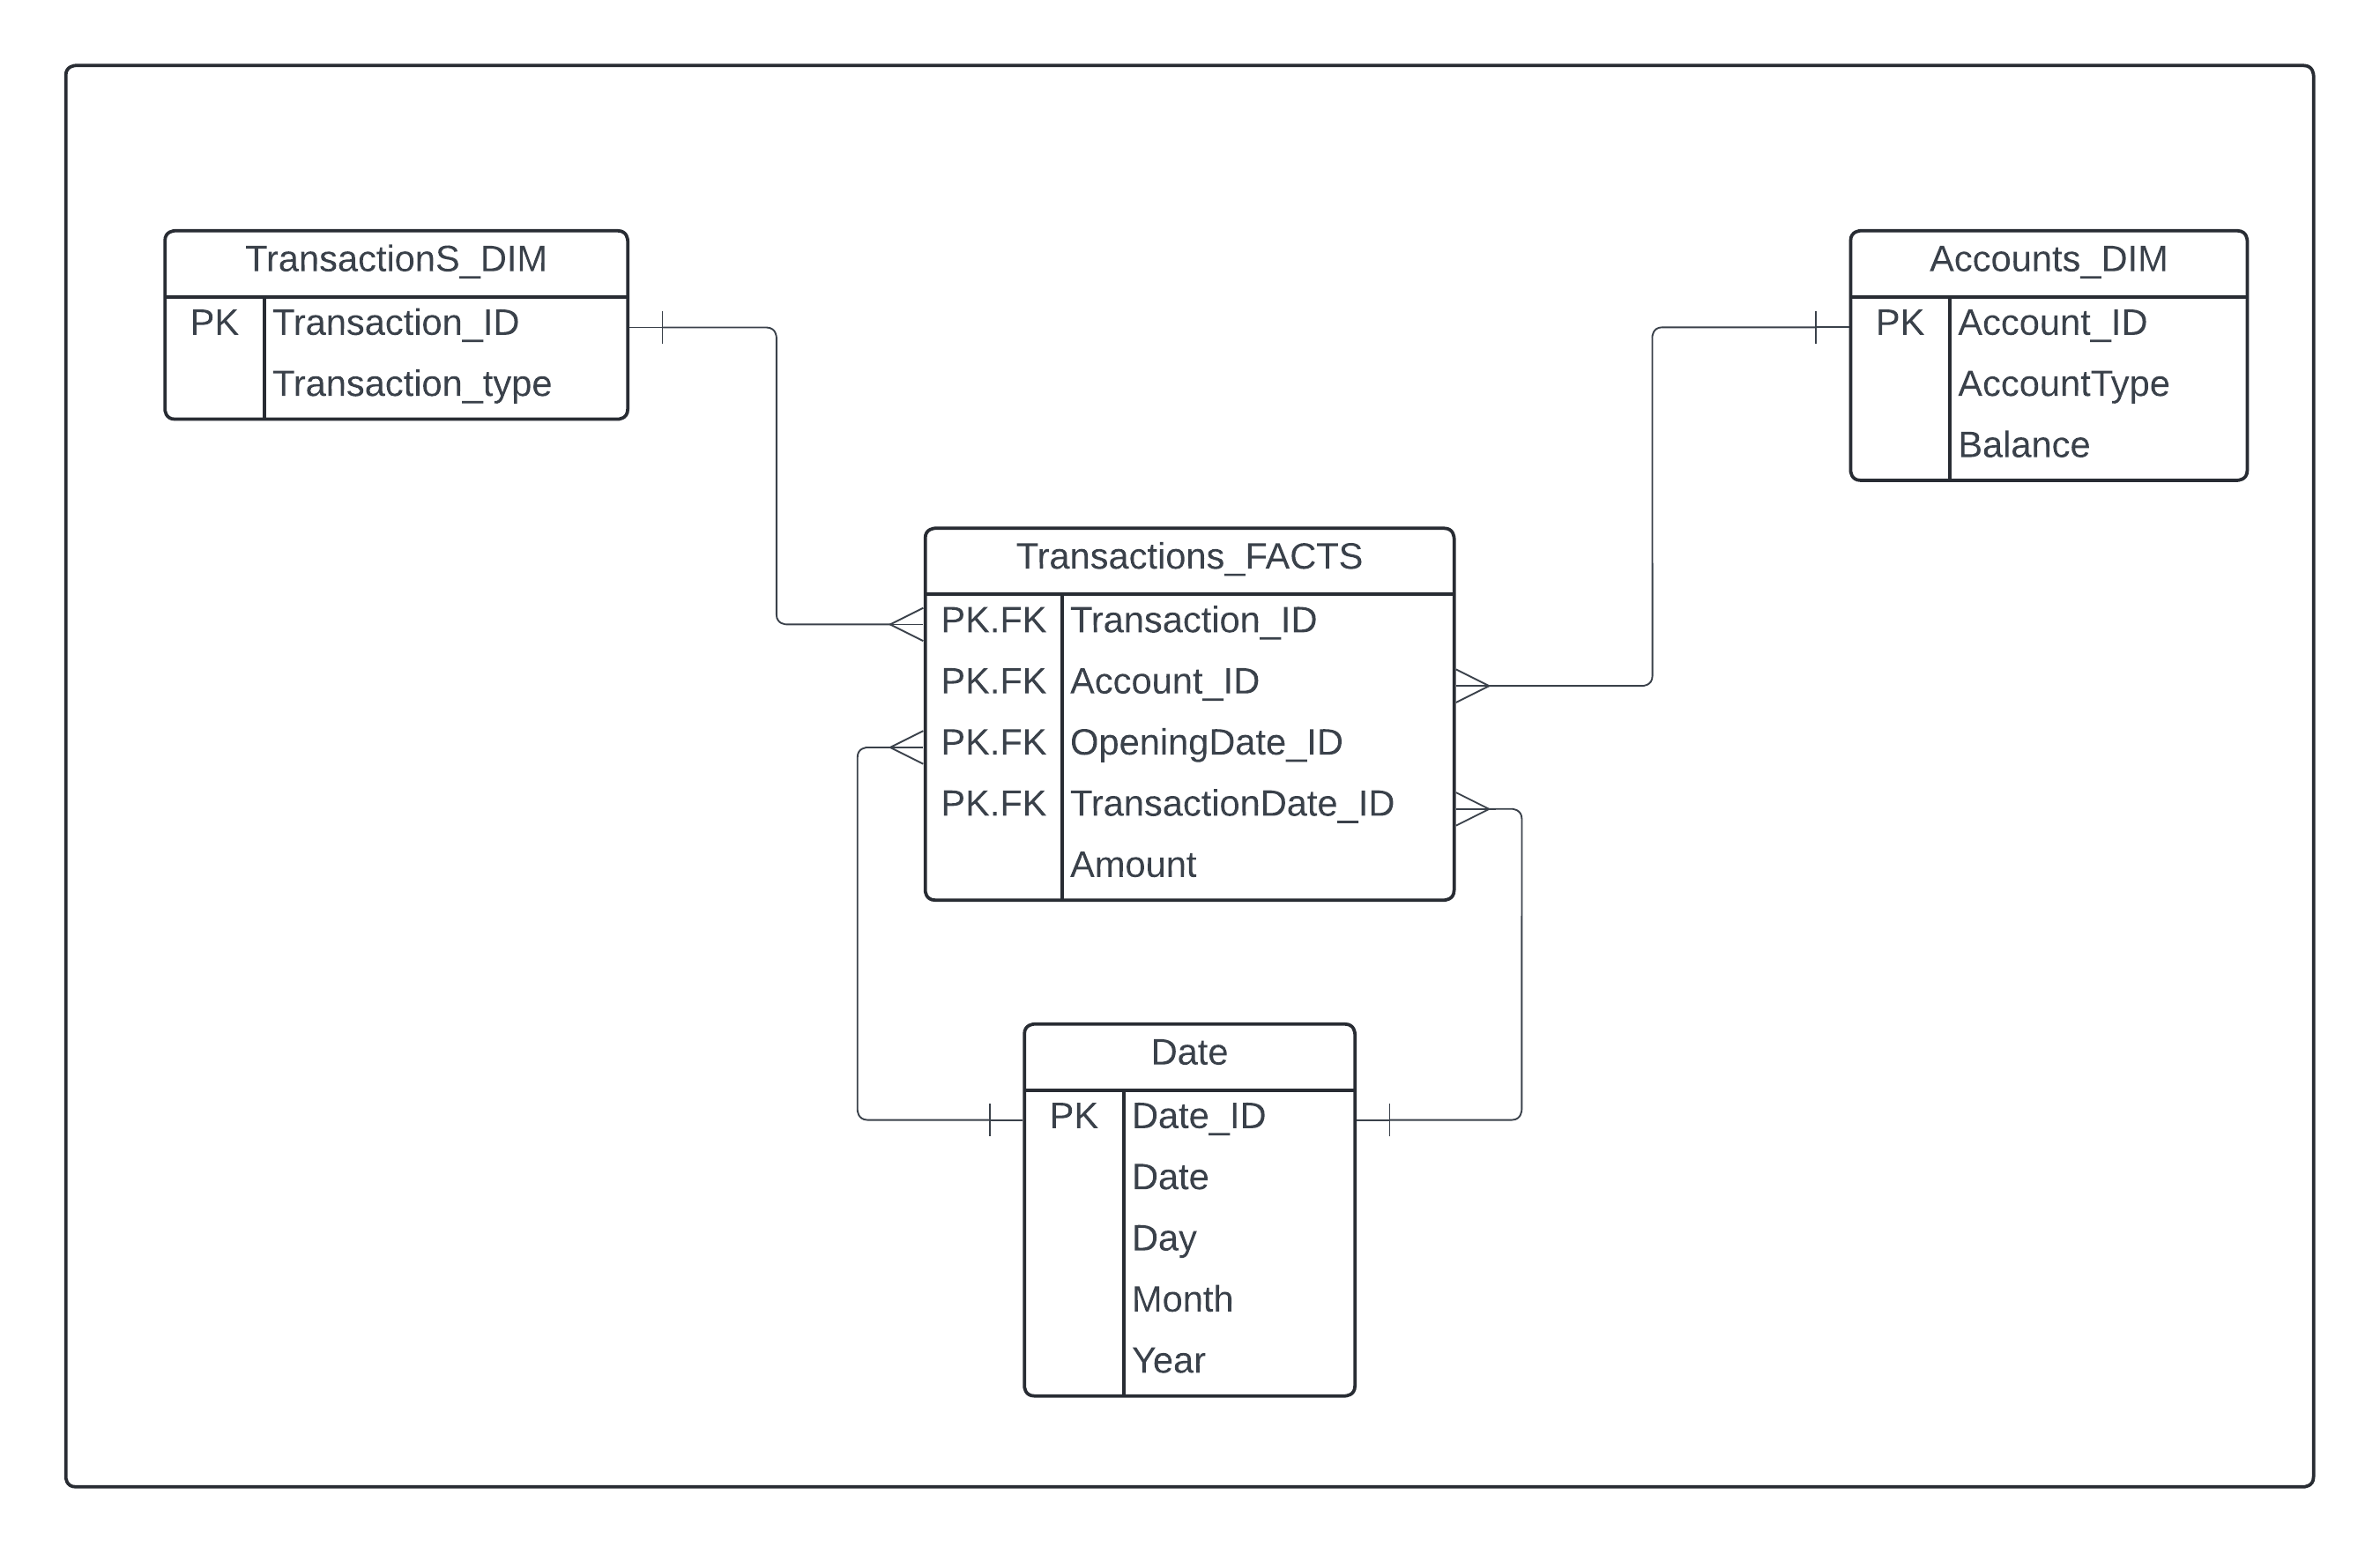 TransactionS_DIM
PK Transaction_ID
Transaction_type
Accounts_DIM
PK Account_ID
AccountType
Balance
Transactions_FACTS
PK.FK Transaction_ID
PK.FK Account_ID
PK.FK OpeningDate_ID
PK.FK TransactionDate_ID
Amount
Date
PK Date_ID
Date
Day
Month
Year